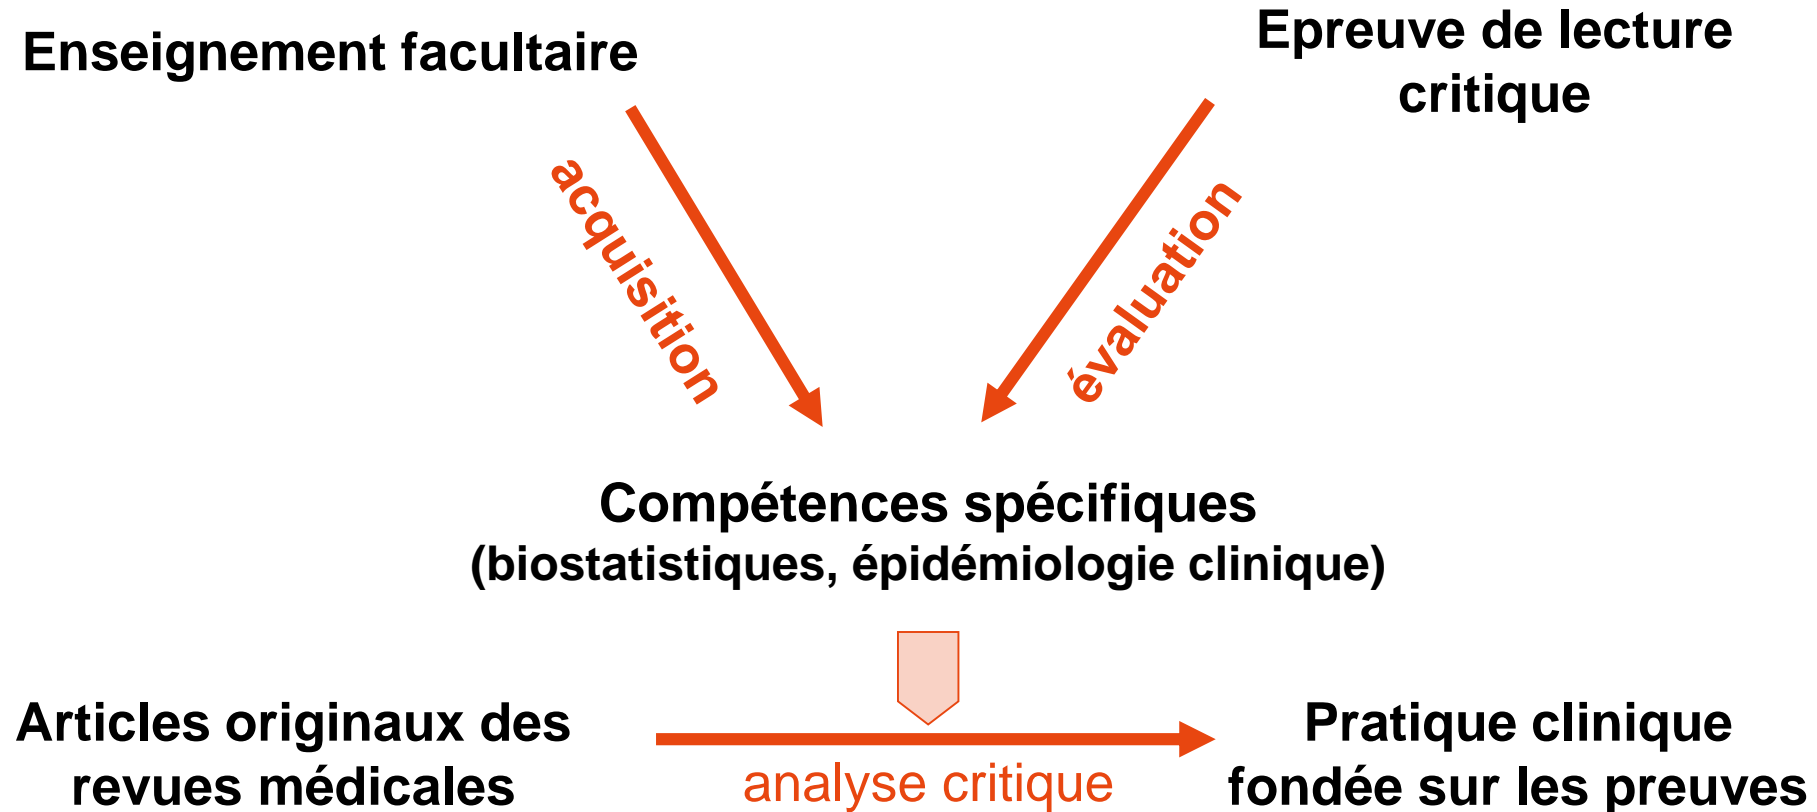 Enseignement facultaire
Epreuve de lecture
critique
acquisition
évaluation
Compétences spécifiques
(biostatistiques, épidémiologie clinique)
Articles originaux des
revues médicales
analyse critique
Pratique clinique
fondée sur les preuves